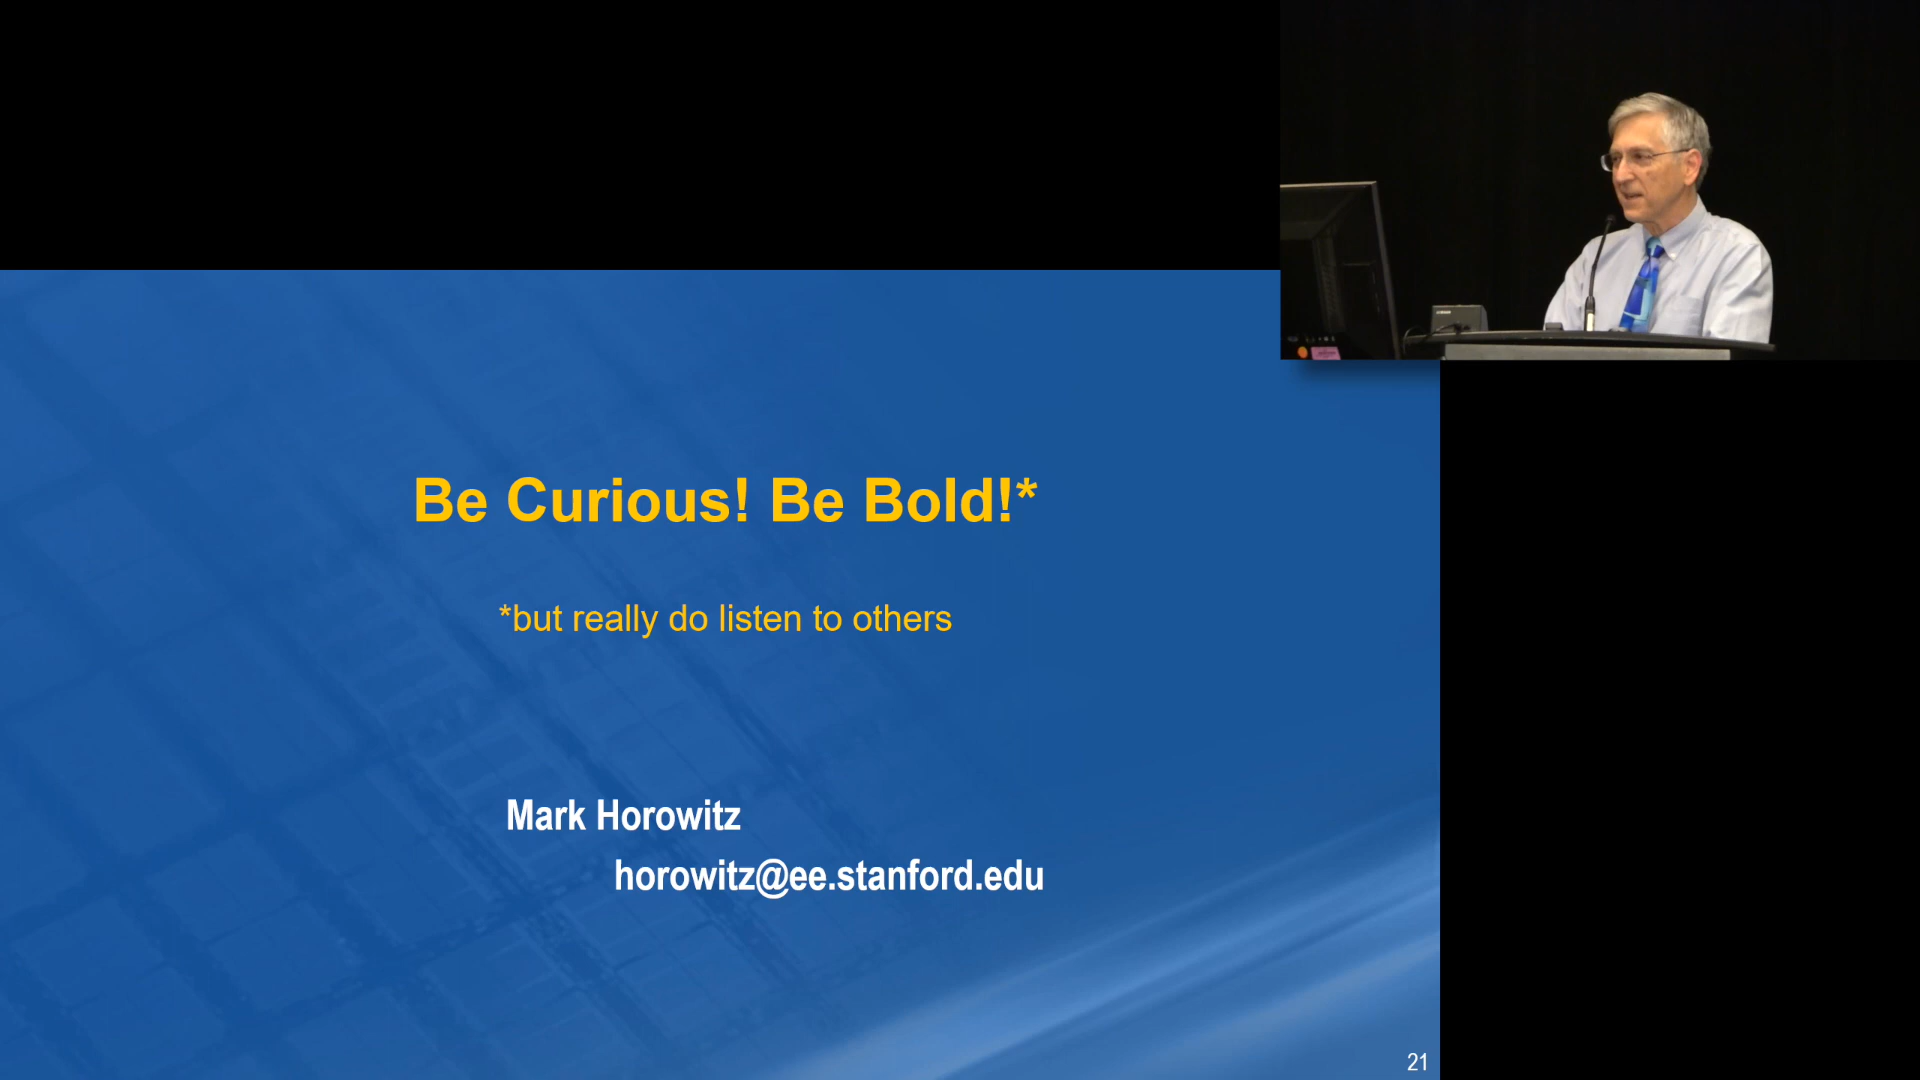 Be Curious! Be Bold!*
*but really do listen to others
Mark Horowitz
horowitz@ee.stanford.edu
21